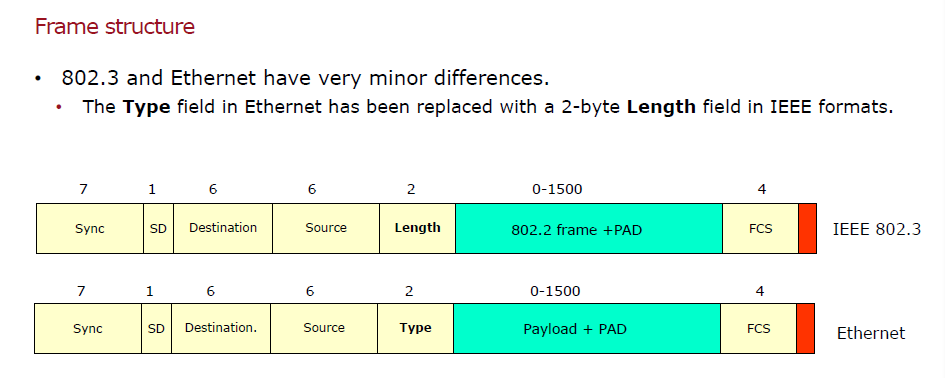 Frame structure
• 802.3 and Ethernet have very minor differences.
• The Type field in Ethernet has been replaced with a 2-byte Length field in IEEE formats.
7 1 6 6 2 0-1500 4
Sync SD Destination Source Length 802.2 frame +PAD FCS IEEE 802.3
7 1 6 6 2 0-1500 4
Sync SD Destination. Source Type Payload + PAD FCS Ethernet